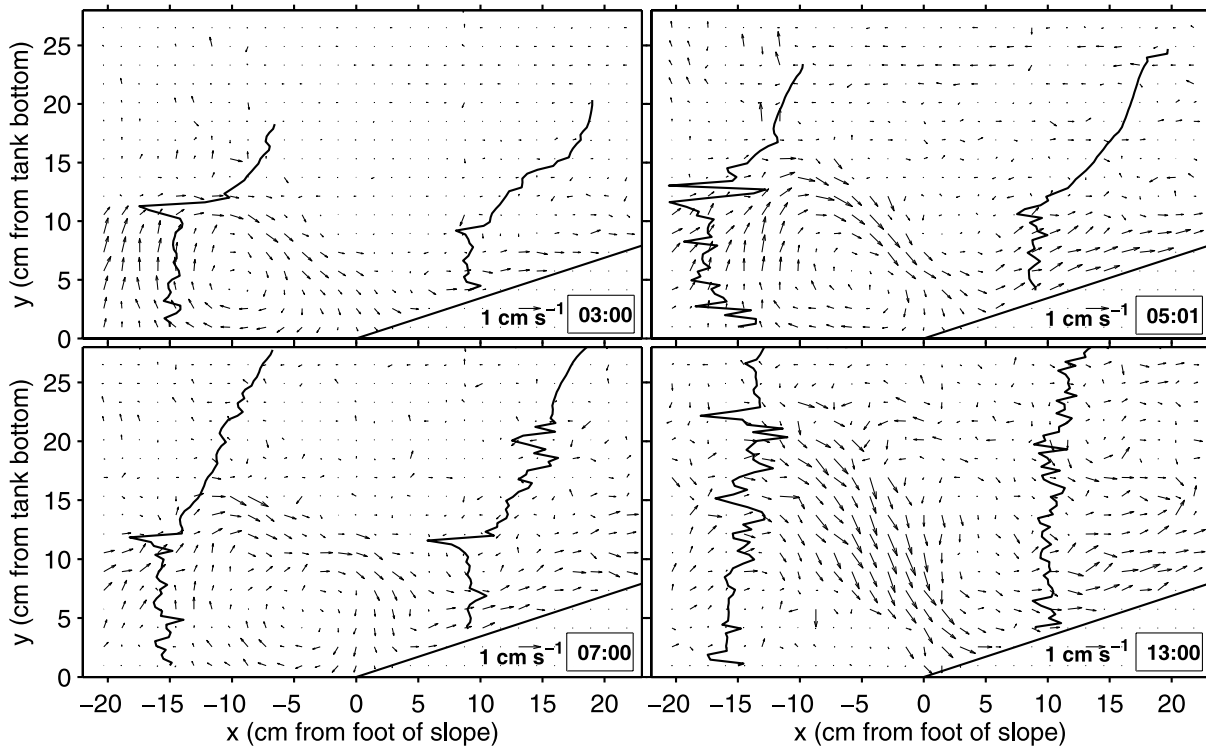 25
20
15
10
5
0
y (cm from tank bottom)
1 cm s⁻¹ 03:00
1 cm s⁻¹ 05:01
25
20
15
10
5
0
y (cm from tank bottom)
1 cm s⁻¹ 07:00
1 cm s⁻¹ 13:00
−20 −15 −10 −5 0 5 10 15 20
−20 −15 −10 −5 0 5 10 15 20
x (cm from foot of slope)
x (cm from foot of slope)